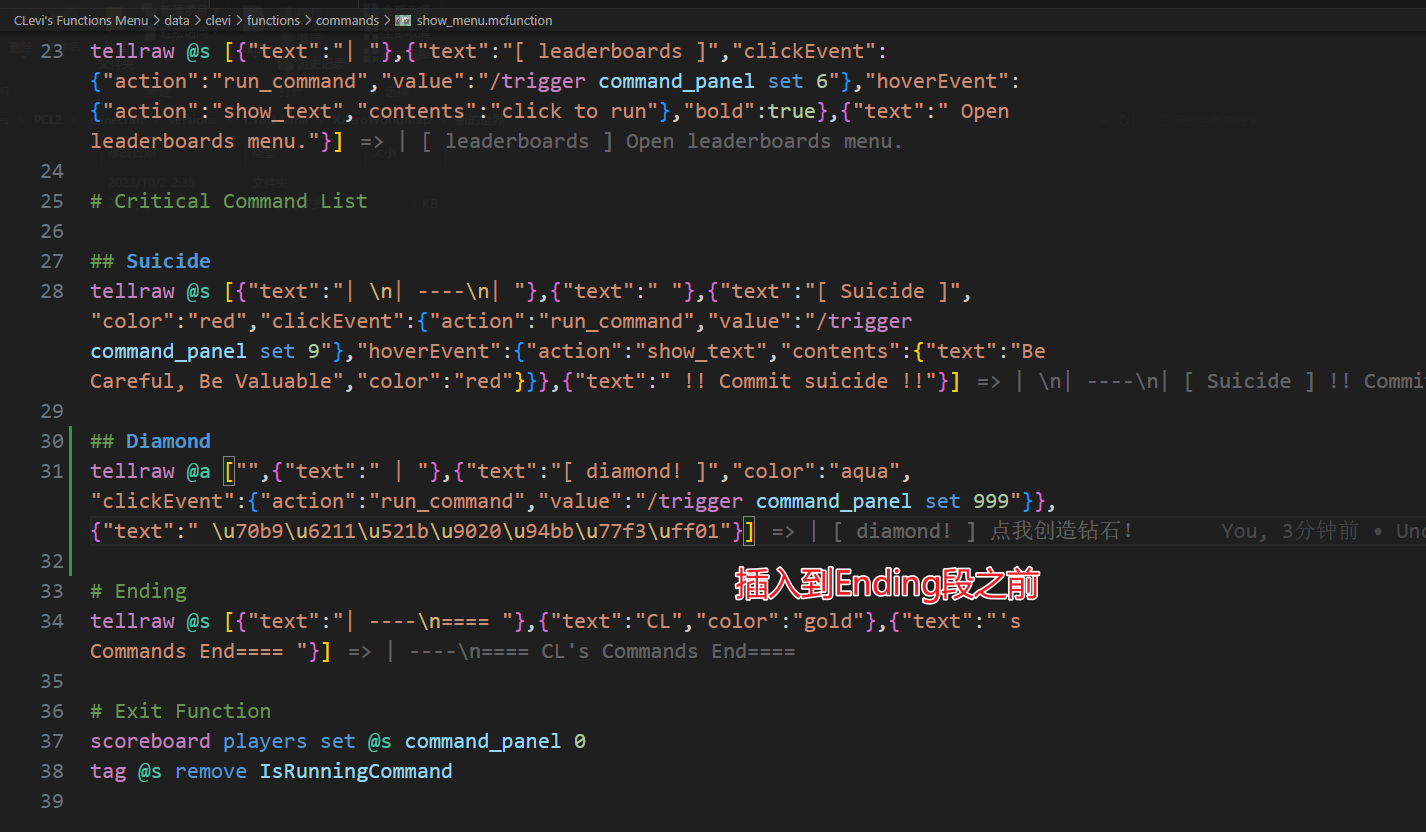 CLevi's Functions Menu > data > clevi > functions > commands > show_menu.mcfunction
23 tellraw @s [{"text":"| "},{"text":"[ leaderboards ]","clickEvent":
{"action":"run_command","value":"/trigger command_panel set 6"},"hoverEvent":
{"action":"show_text","contents":"click to run"},"bold":true},{"text":" Open
leaderboards menu."}] => | [ leaderboards ] Open leaderboards menu.
24
25 # Critical Command List
26
27 ## Suicide
28 tellraw @s [{"text":"| \n| ----\n| "},{"text":" "},{"text":"[ Suicide ]",
"color":"red","clickEvent":{"action":"run_command","value":"/trigger
command_panel set 9"},"hoverEvent":{"action":"show_text","contents":{"text":"Be
Careful, Be Valuable","color":"red"}}},{"text":" !! Commit suicide !!"}] => | \n| ----\n| [ Suicide ] !! Commi
29
30 ## Diamond
31 tellraw @a ["",{"text":" | "},{"text":"[ diamond! ]","color":"aqua",
"clickEvent":{"action":"run_command","value":"/trigger command_panel set 999"}},
{"text":" \u70b9\u6211\u521b\u9020\u94bb\u77f3\uff01"}] => | [ diamond! ] 点我创造钻石！ You, 3分钟前 • Unc
32
插入到Ending段之前
33 # Ending
34 tellraw @s [{"text":"| ----\n==== "},{"text":"CL","color":"gold"},{"text":"'s
Commands End==== "}] => | ----\n==== CL's Commands End====
35
36 # Exit Function
37 scoreboard players set @s command_panel 0
38 tag @s remove IsRunningCommand
39